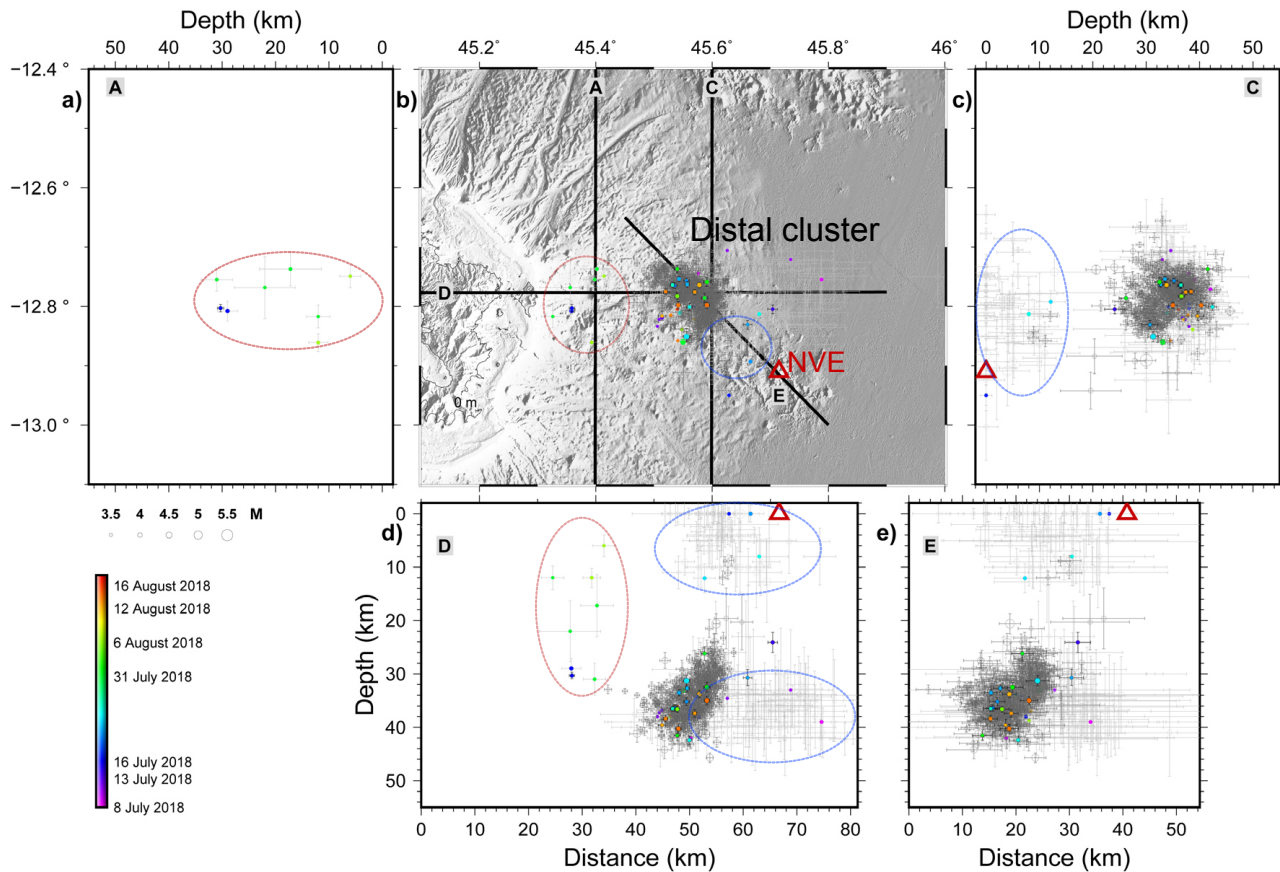 Depth (km)
50 40 30 20 10 0
45.2° 45.4° 45.6° 45.8° 46°
Depth (km)
0 10 20 30 40 50
−12.4°
−12.6°
−12.8°
−13.0°
a)
A
b)
A
C
c)
C
Distal cluster
D
NVE
E
0 m
3.5 4 4.5 5 5.5 M
16 August 2018
12 August 2018
6 August 2018
31 July 2018
16 July 2018
13 July 2018
8 July 2018
d)
D
0
10
20
30
40
50
Depth (km)
0 10 20 30 40 50 60 70 80
Distance (km)
e)
E
0 10 20 30 40 50
Distance (km)